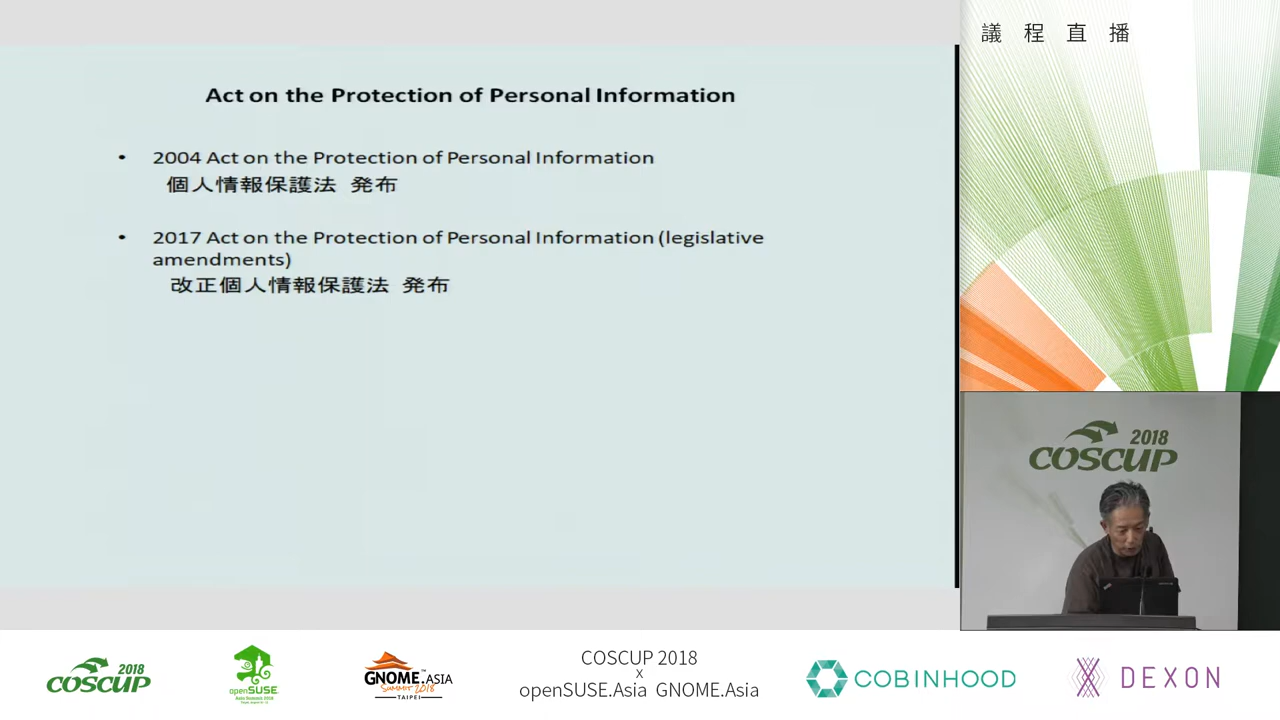 Act on the Protection of Personal Information
• 2004 Act on the Protection of Personal Information
個人情報保護法 発布
• 2017 Act on the Protection of Personal Information (legislative
amendments)
改正個人情報保護法 発布
議程直播
2018
COSCUP
2018
COSCUP
openSUSE
GNOME.ASIA
SUMMIT 2018
TAIPEI
COSCUP 2018
x
openSUSE.Asia GNOME.Asia
COBINHOOD
DEXON